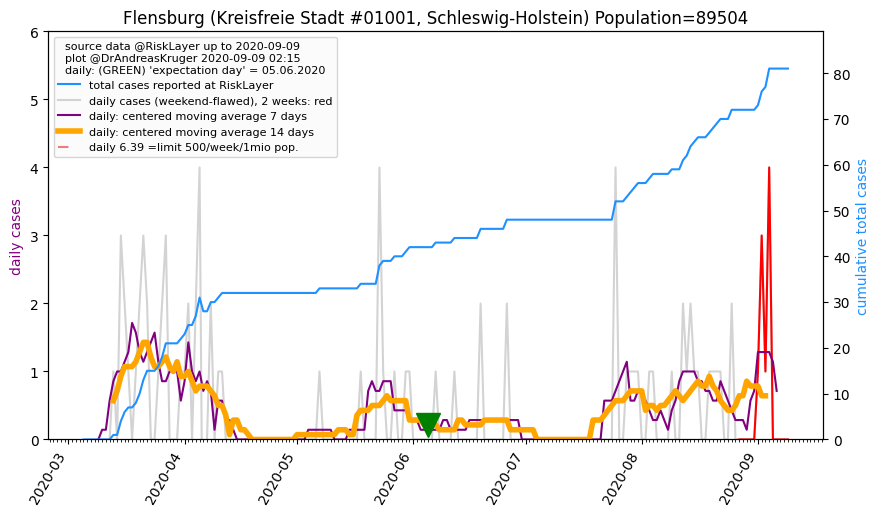 Flensburg (Kreisfreie Stadt #01001, Schleswig-Holstein) Population=89504
source data @RiskLayer up to 2020-09-09
plot @DrAndreasKruger 2020-09-09 02:15
daily: (GREEN) 'expectation day' = 05.06.2020
total cases reported at RiskLayer
daily cases (weekend-flawed), 2 weeks: red
daily: centered moving average 7 days
daily: centered moving average 14 days
daily 6.39 =limit 500/week/1mio pop.
daily cases
6
5
4
3
2
1
0
cumulative total cases
80
70
60
50
40
30
20
10
0
2020-03
2020-04
2020-05
2020-06
2020-07
2020-08
2020-09